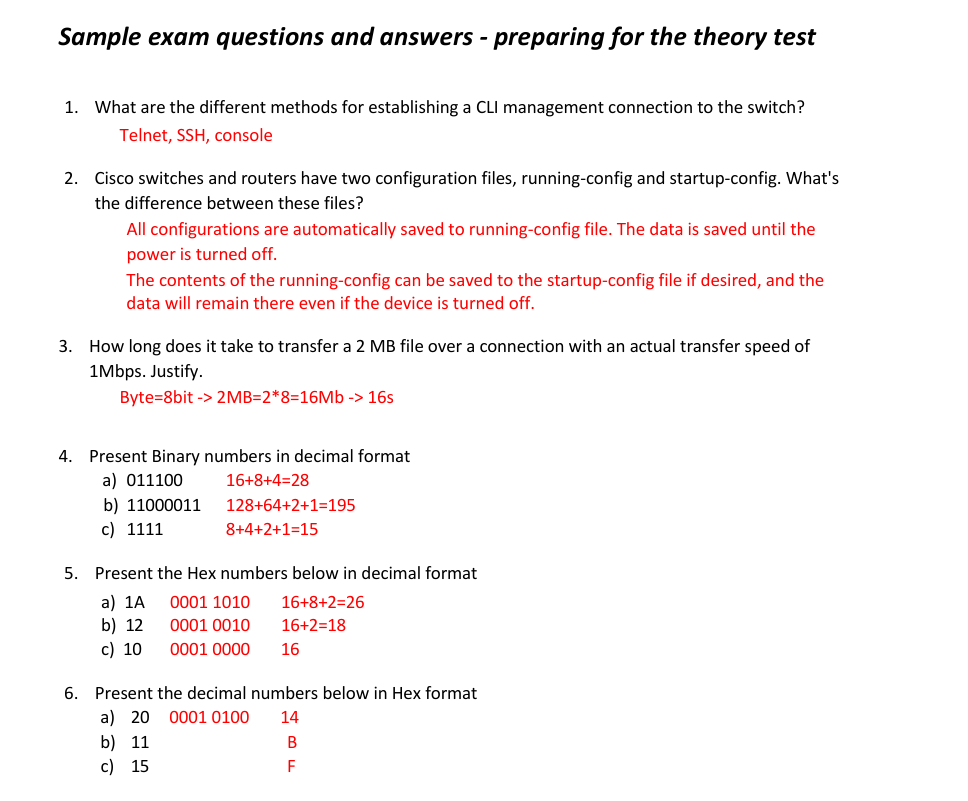 Sample exam questions and answers - preparing for the theory test
1. What are the different methods for establishing a CLI management connection to the switch?
Telnet, SSH, console
2. Cisco switches and routers have two configuration files, running-config and startup-config. What's
the difference between these files?
All configurations are automatically saved to running-config file. The data is saved until the
power is turned off.
The contents of the running-config can be saved to the startup-config file if desired, and the
data will remain there even if the device is turned off.
3. How long does it take to transfer a 2 MB file over a connection with an actual transfer speed of
1Mbps. Justify.
Byte=8bit -> 2MB=2*8=16Mb -> 16s
4. Present Binary numbers in decimal format
a) 011100 16+8+4=28
b) 11000011 128+64+2+1=195
c) 1111 8+4+2+1=15
5. Present the Hex numbers below in decimal format
a) 1A 0001 1010 16+8+2=26
b) 12 0001 0010 16+2=18
c) 10 0001 0000 16
6. Present the decimal numbers below in Hex format
a) 20 0001 0100 14
b) 11 B
c) 15 F